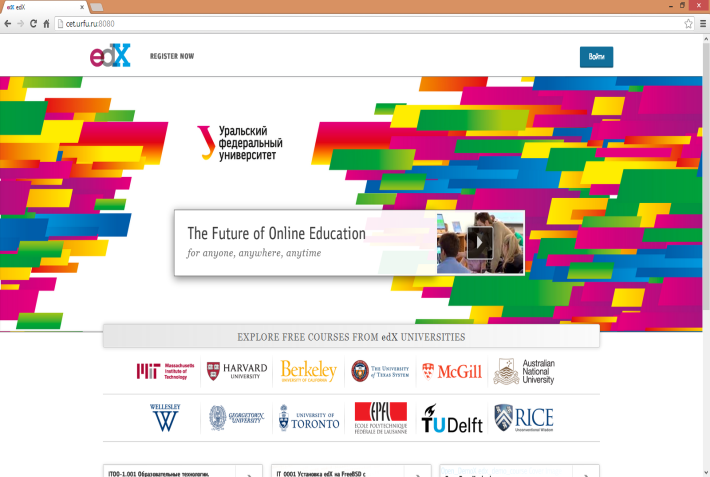 edX edX
cet.urfu.ru:8080
edX
REGISTER NOW
Войти
Уральский
федеральный
университет
The Future of Online Education
for anyone, anywhere, anytime
EXPLORE FREE COURSES FROM edX UNIVERSITIES
MIT
Massachusetts
Institute of
Technology
HARVARD
UNIVERSITY
Berkeley
UNIVERSITY OF CALIFORNIA
THE UNIVERSITY
OF TEXAS SYSTEM
McGill
Australian
National
University
WELLESLEY
W
GEORGETOWN
UNIVERSITY
UNIVERSITY OF
TORONTO
EPFL
ECOLE POLYTECHNIQUE
FÉDÉRALE DE LAUSANNE
TUDelft
RICE
Unconventional Wisdom
ITOO-1.001 Образовательные технологии.
IT 0001 Установка edX на FreeBSD с